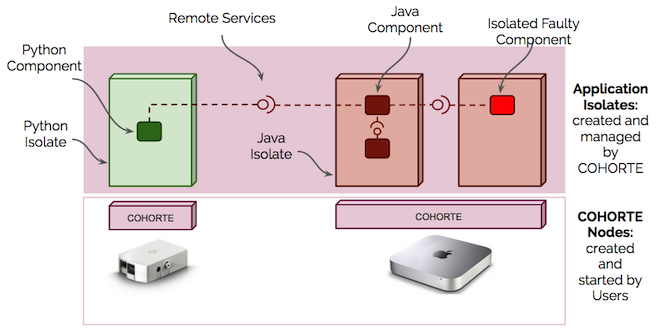 Remote Services
Java
Component
Isolated Faulty
Component
Python
Component
Python
Isolate
Java
Isolate
Application
Isolates:
created and
managed
by
COHORTE
COHORTE
COHORTE
COHORTE
Nodes:
created
and
started by
Users